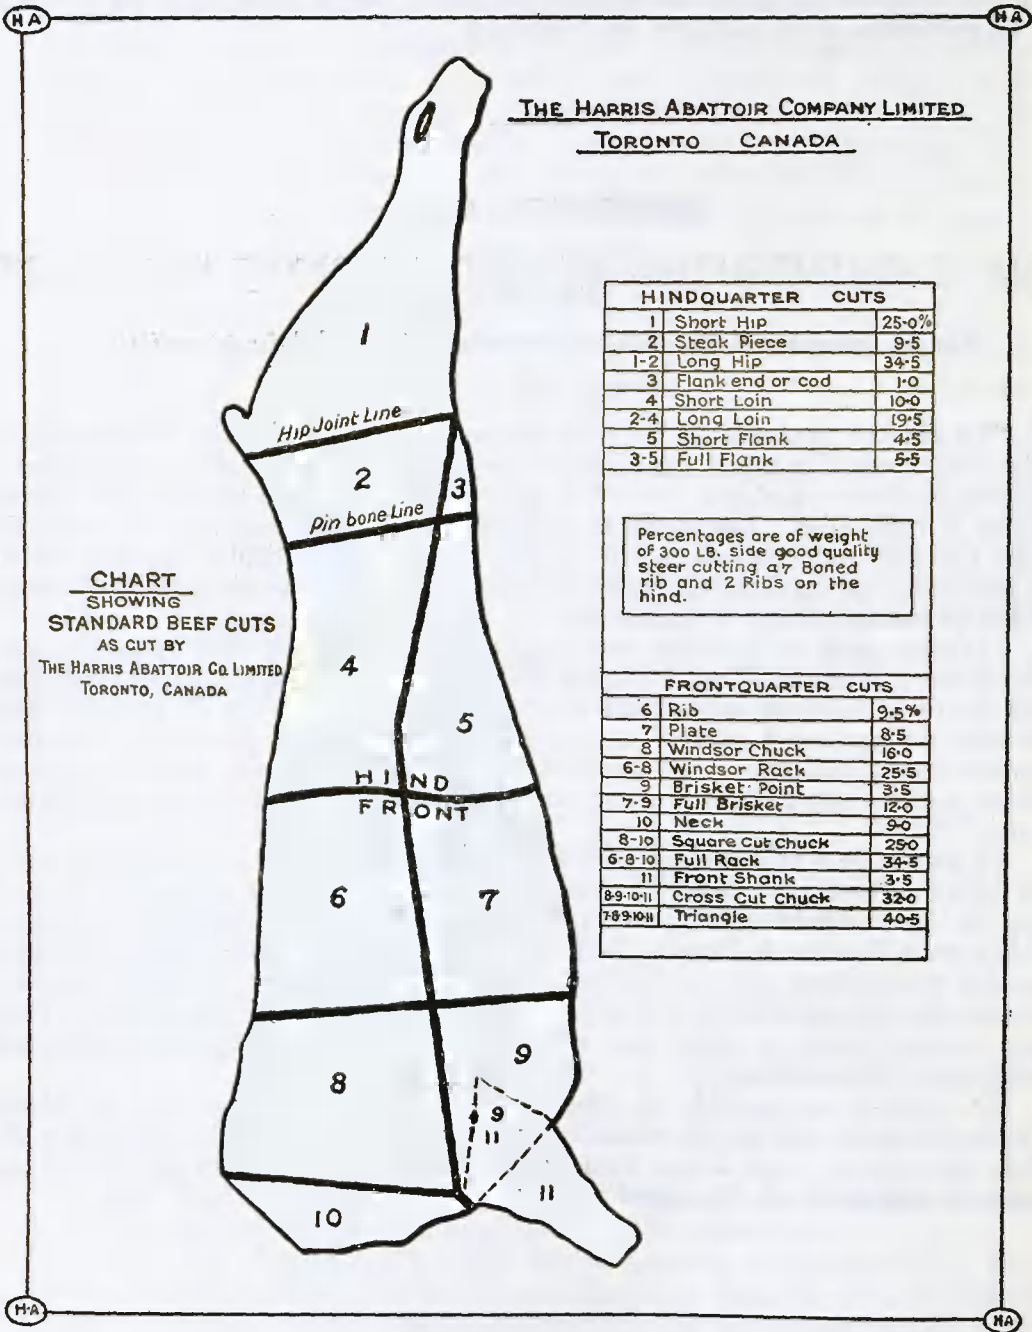 HA
HA
THE HARRIS ABATTOIR COMPANY LIMITED
TORONTO CANADA
HINDQUARTER CUTS
1 Short Hip 25·0%
2 Steak Piece 9·5
1-2 Long Hip 34·5
3 Flank end or cod 1·0
4 Short Loin 10·0
2-4 Long Loin 19·5
5 Short Flank 4·5
3-5 Full Flank 5·5
Percentages are of weight
of 300 LB. side good quality
steer cutting a 7 Boned
rib and 2 Ribs on the
hind.
FRONTQUARTER CUTS
6 Rib 9·5%
7 Plate 8·5
8 Windsor Chuck 16·0
6-8 Windsor Rack 25·5
9 Brisket Point 3·5
7-9 Full Brisket 12·0
10 Neck 9·0
8-10 Square Cut Chuck 25·0
6-8-10 Full Rack 34·5
11 Front Shank 3·5
8-9-10-11 Cross Cut Chuck 32·0
7-8-9-10-11 Triangle 40·5
CHART
SHOWING
STANDARD BEEF CUTS
AS CUT BY
THE HARRIS ABATTOIR CO. LIMITED
TORONTO, CANADA
1
Hip Joint Line
2
3
Pin bone Line
4
5
HIND
FRONT
6
7
8
9
9
11
11
10
H·A
HA